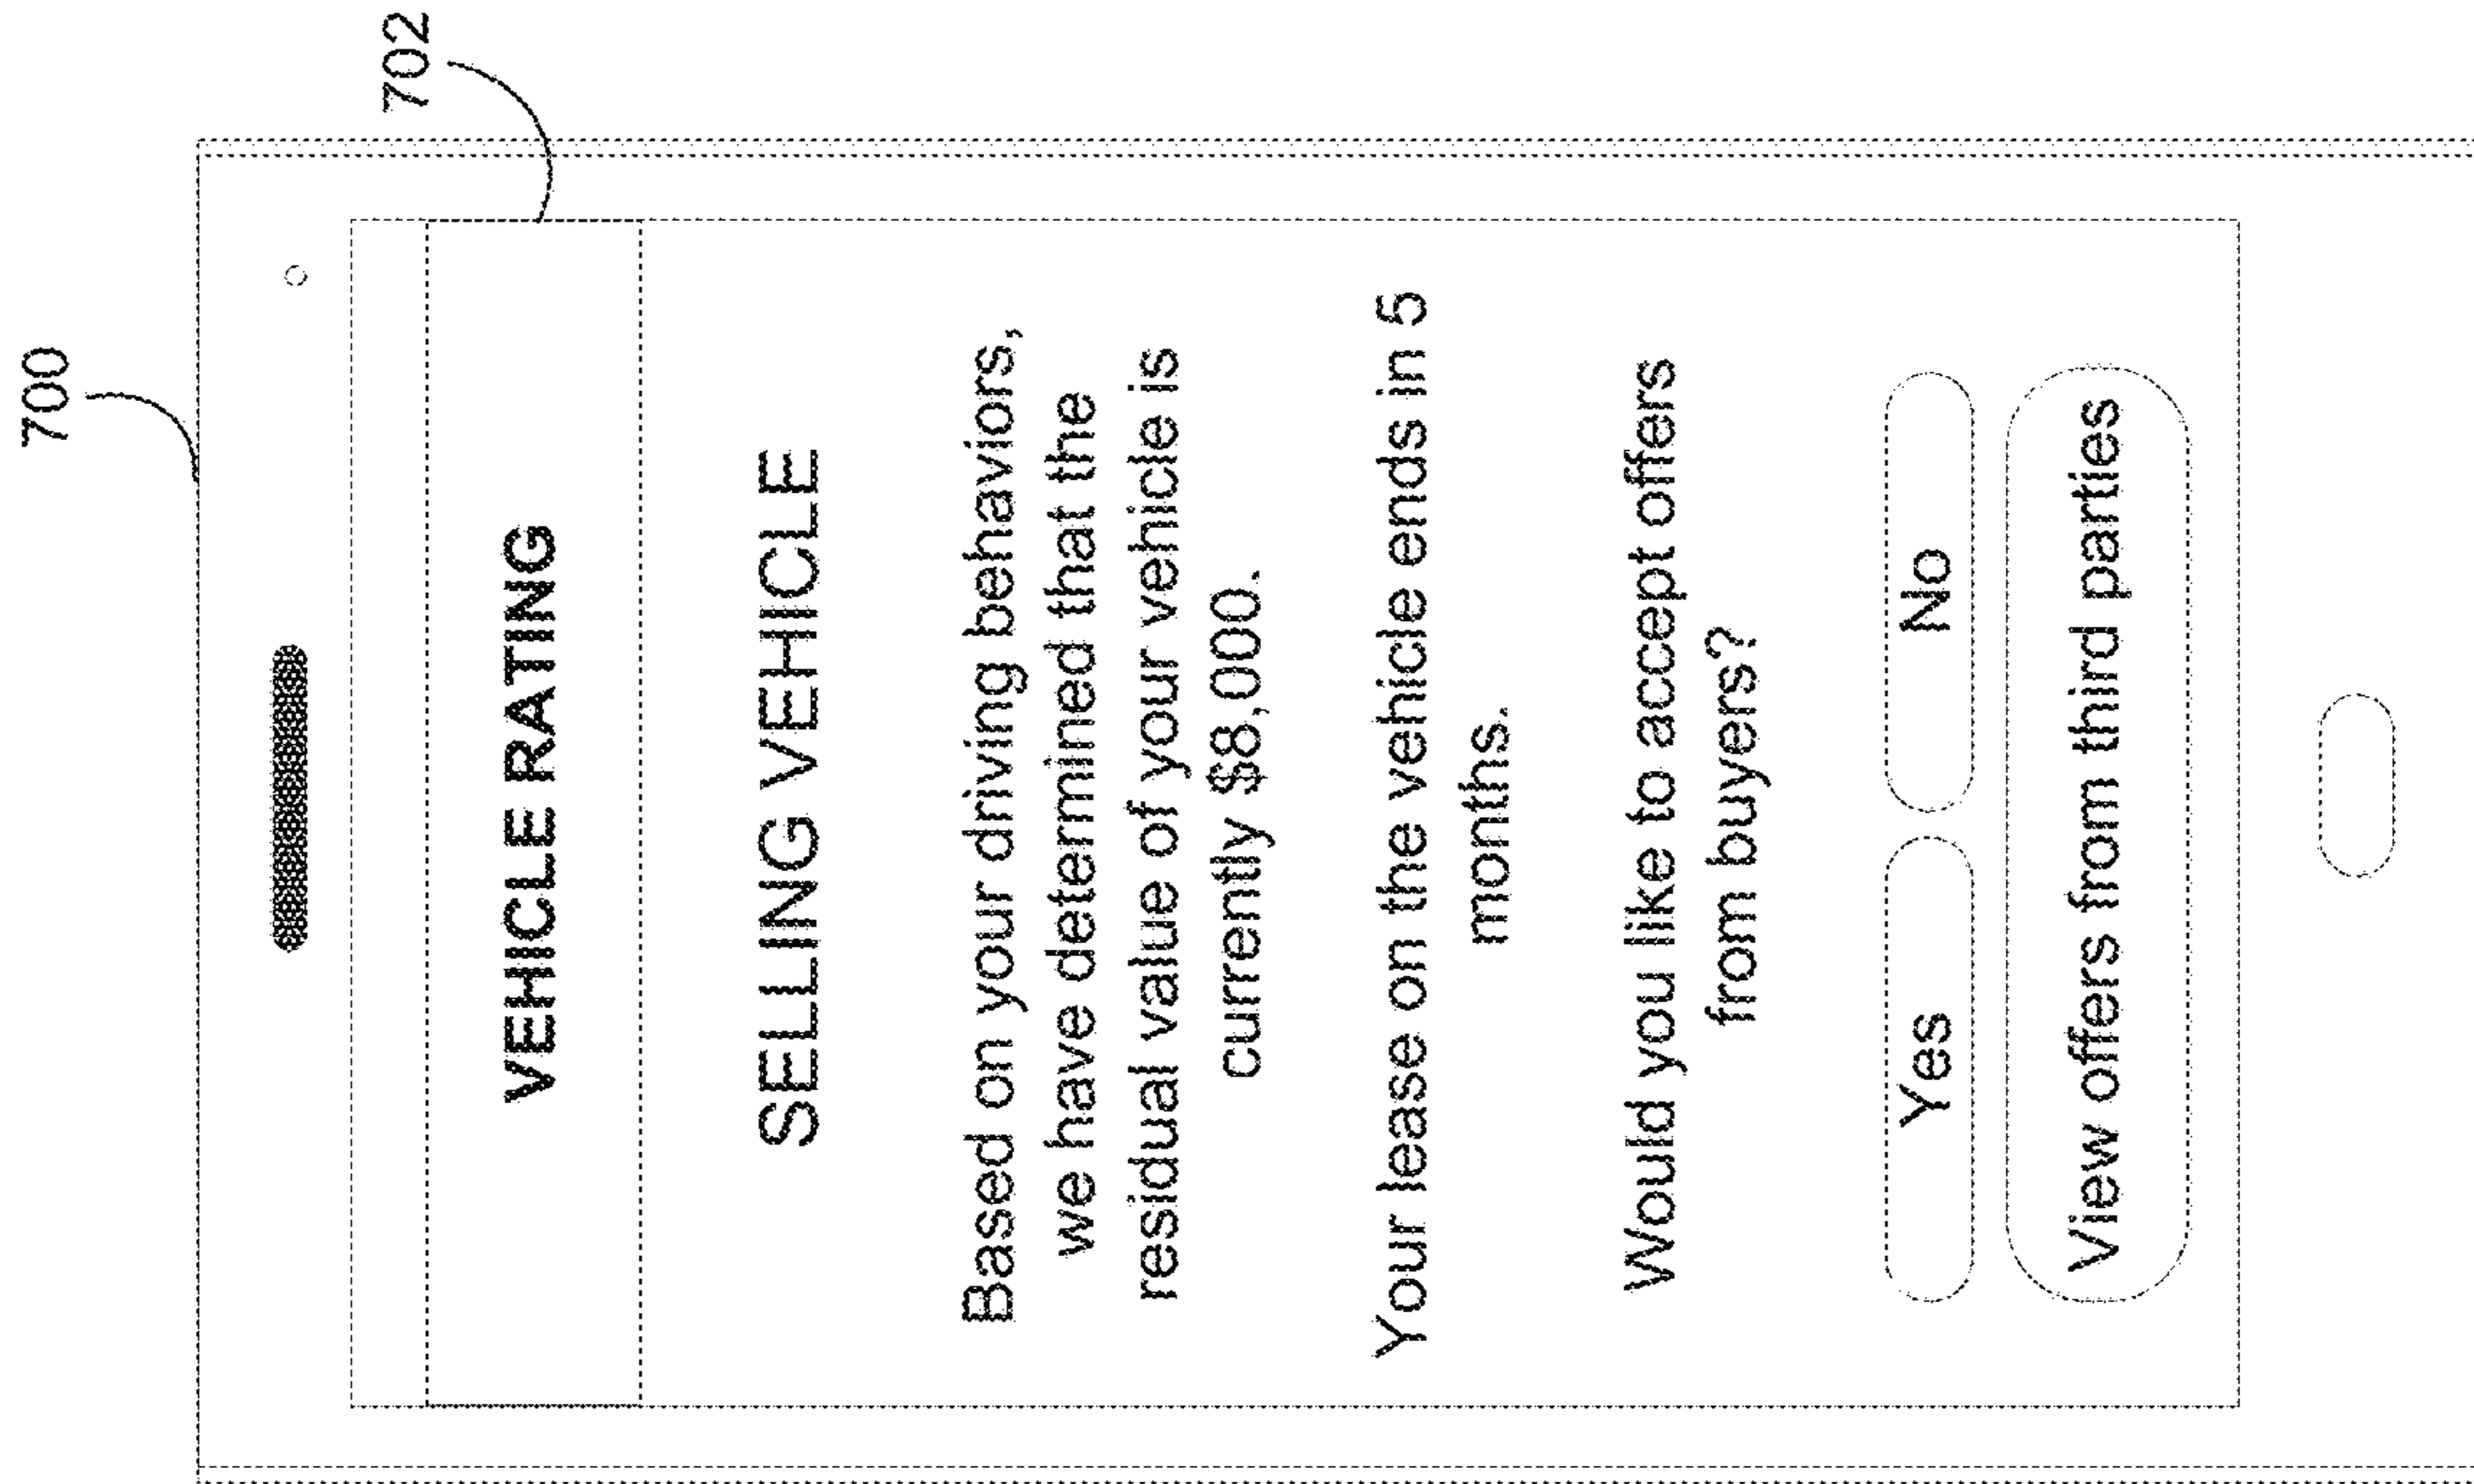 700
702
VEHICLE RATING
SELLING VEHICLE
Based on your driving behaviors,
we have determined that the
residual value of your vehicle is
currently $8,000.
Your lease on the vehicle ends in 5
months.
Would you like to accept offers
from buyers?
Yes No
View offers from third parties